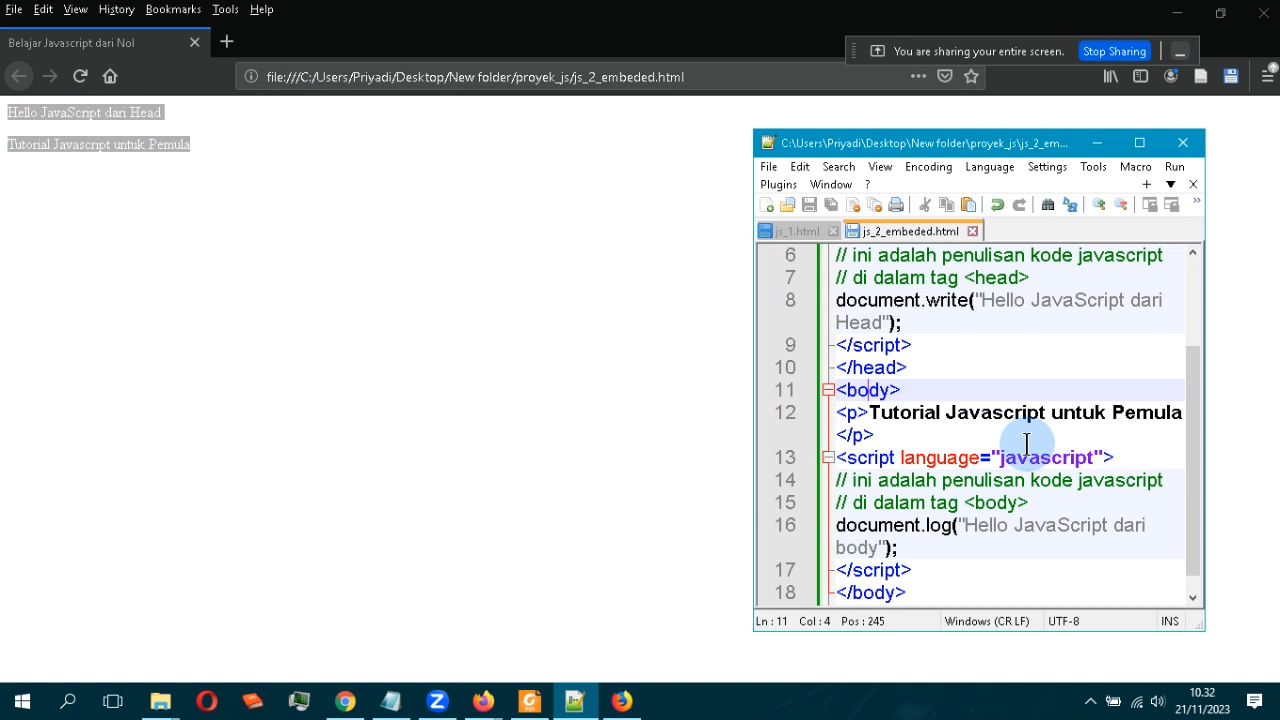 File Edit View History Bookmarks Tools Help
Belajar Javascript dari Nol
You are sharing your entire screen. Stop Sharing
file:///C:/Users/Priyadi/Desktop/New folder/proyek_js/js_2_embeded.html
Hello JavaScript dari Head
Tutorial Javascript untuk Pemula
C:\Users\Priyadi\Desktop\New folder\proyek_js\js_2_em...
File Edit Search View Encoding Language Settings Tools Macro Run
Plugins Window ?
js_1.html js_2_embeded.html
6 // ini adalah penulisan kode javascript
7 // di dalam tag <head>
8 document.write("Hello JavaScript dari
Head");
9 </script>
10 </head>
11 <body>
12 <p>Tutorial Javascript untuk Pemula
</p>
13 <script language="javascript">
14 // ini adalah penulisan kode javascript
15 // di dalam tag <body>
16 document.log("Hello JavaScript dari
body");
17 </script>
18 </body>
Ln : 11 Col : 4 Pos : 245 Windows (CR LF) UTF-8 INS
10.32
21/11/2023